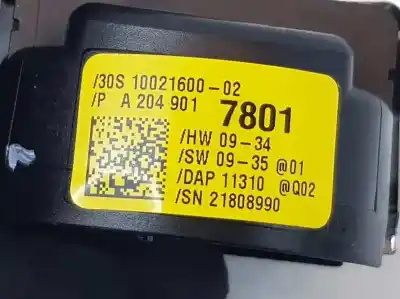 /30S 10021600-02
/P A 204 901 7801
/HW 09-34
/SW 09-35 @01
/DAP 11310 @Q02
/SN 21808990